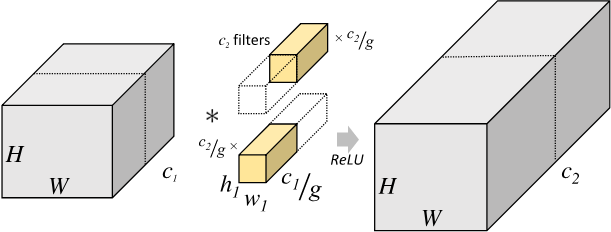 c₂ filters
× c₂/g
*
c₂/g ×
H
W
c₁
h₁ w₁ c₁/g
ReLU
H
W
c₂